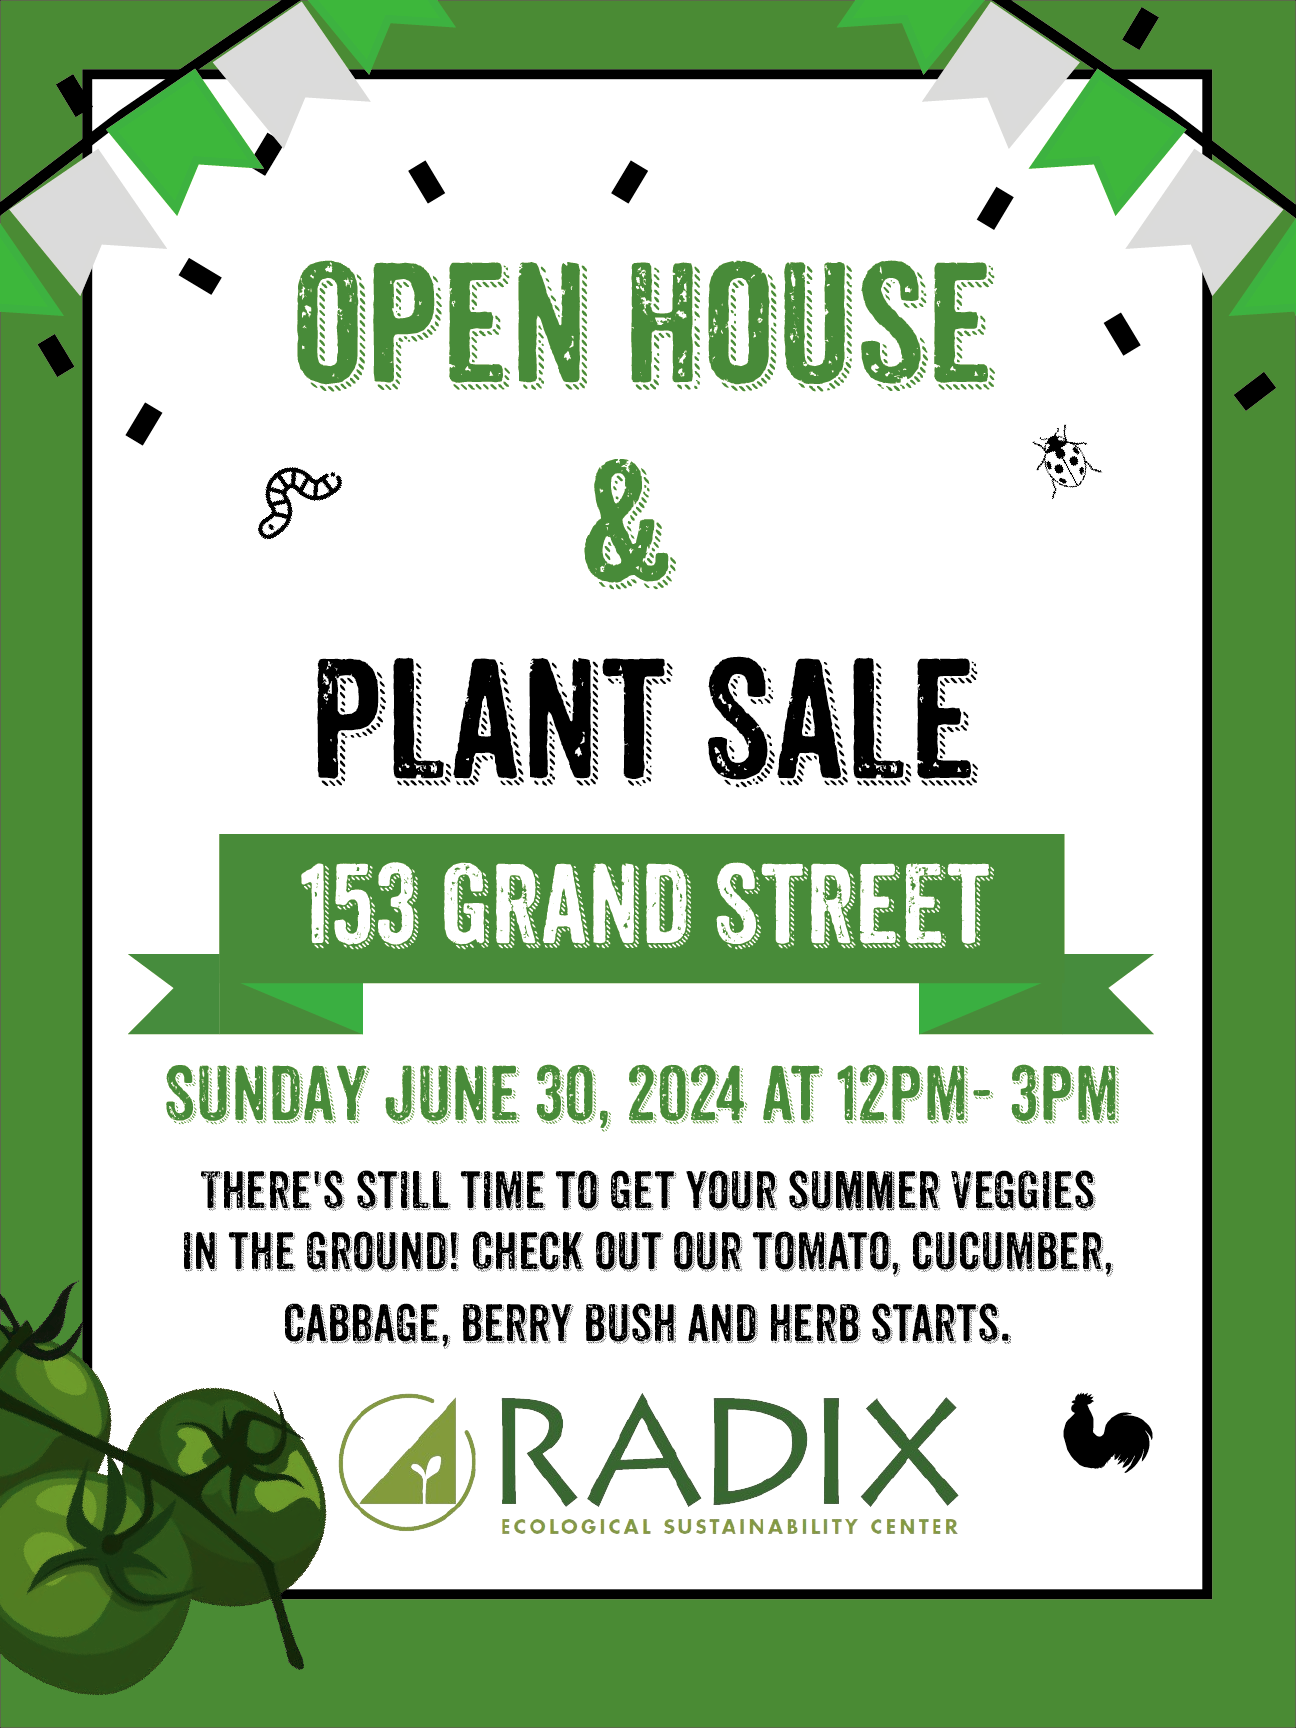 OPEN HOUSE
&
PLANT SALE
153 GRAND STREET
SUNDAY JUNE 30, 2024 AT 12PM- 3PM
THERE'S STILL TIME TO GET YOUR SUMMER VEGGIES
IN THE GROUND! CHECK OUT OUR TOMATO, CUCUMBER,
CABBAGE, BERRY BUSH AND HERB STARTS.
RADIX
ECOLOGICAL SUSTAINABILITY CENTER